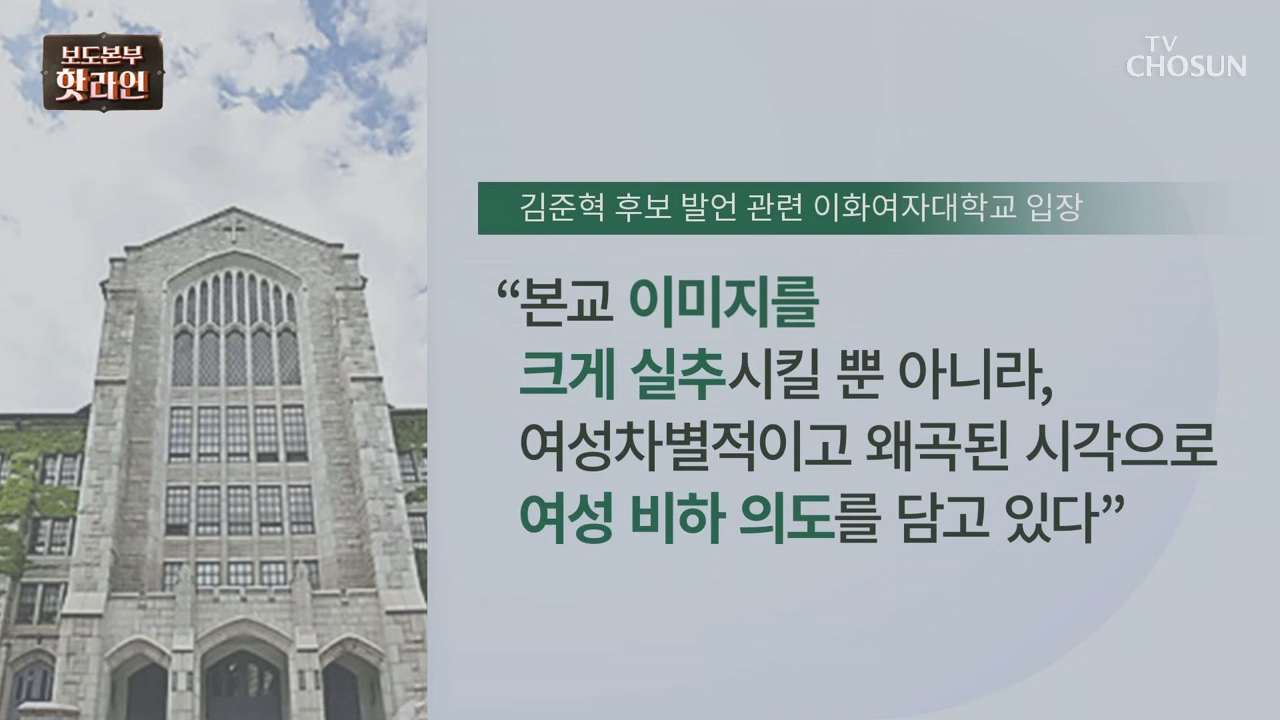 보도본부
핫라인
TV
CHOSUN
김준혁 후보 발언 관련 이화여자대학교 입장
“본교 이미지를
크게 실추시킬 뿐 아니라,
여성차별적이고 왜곡된 시각으로
여성 비하 의도를 담고 있다”